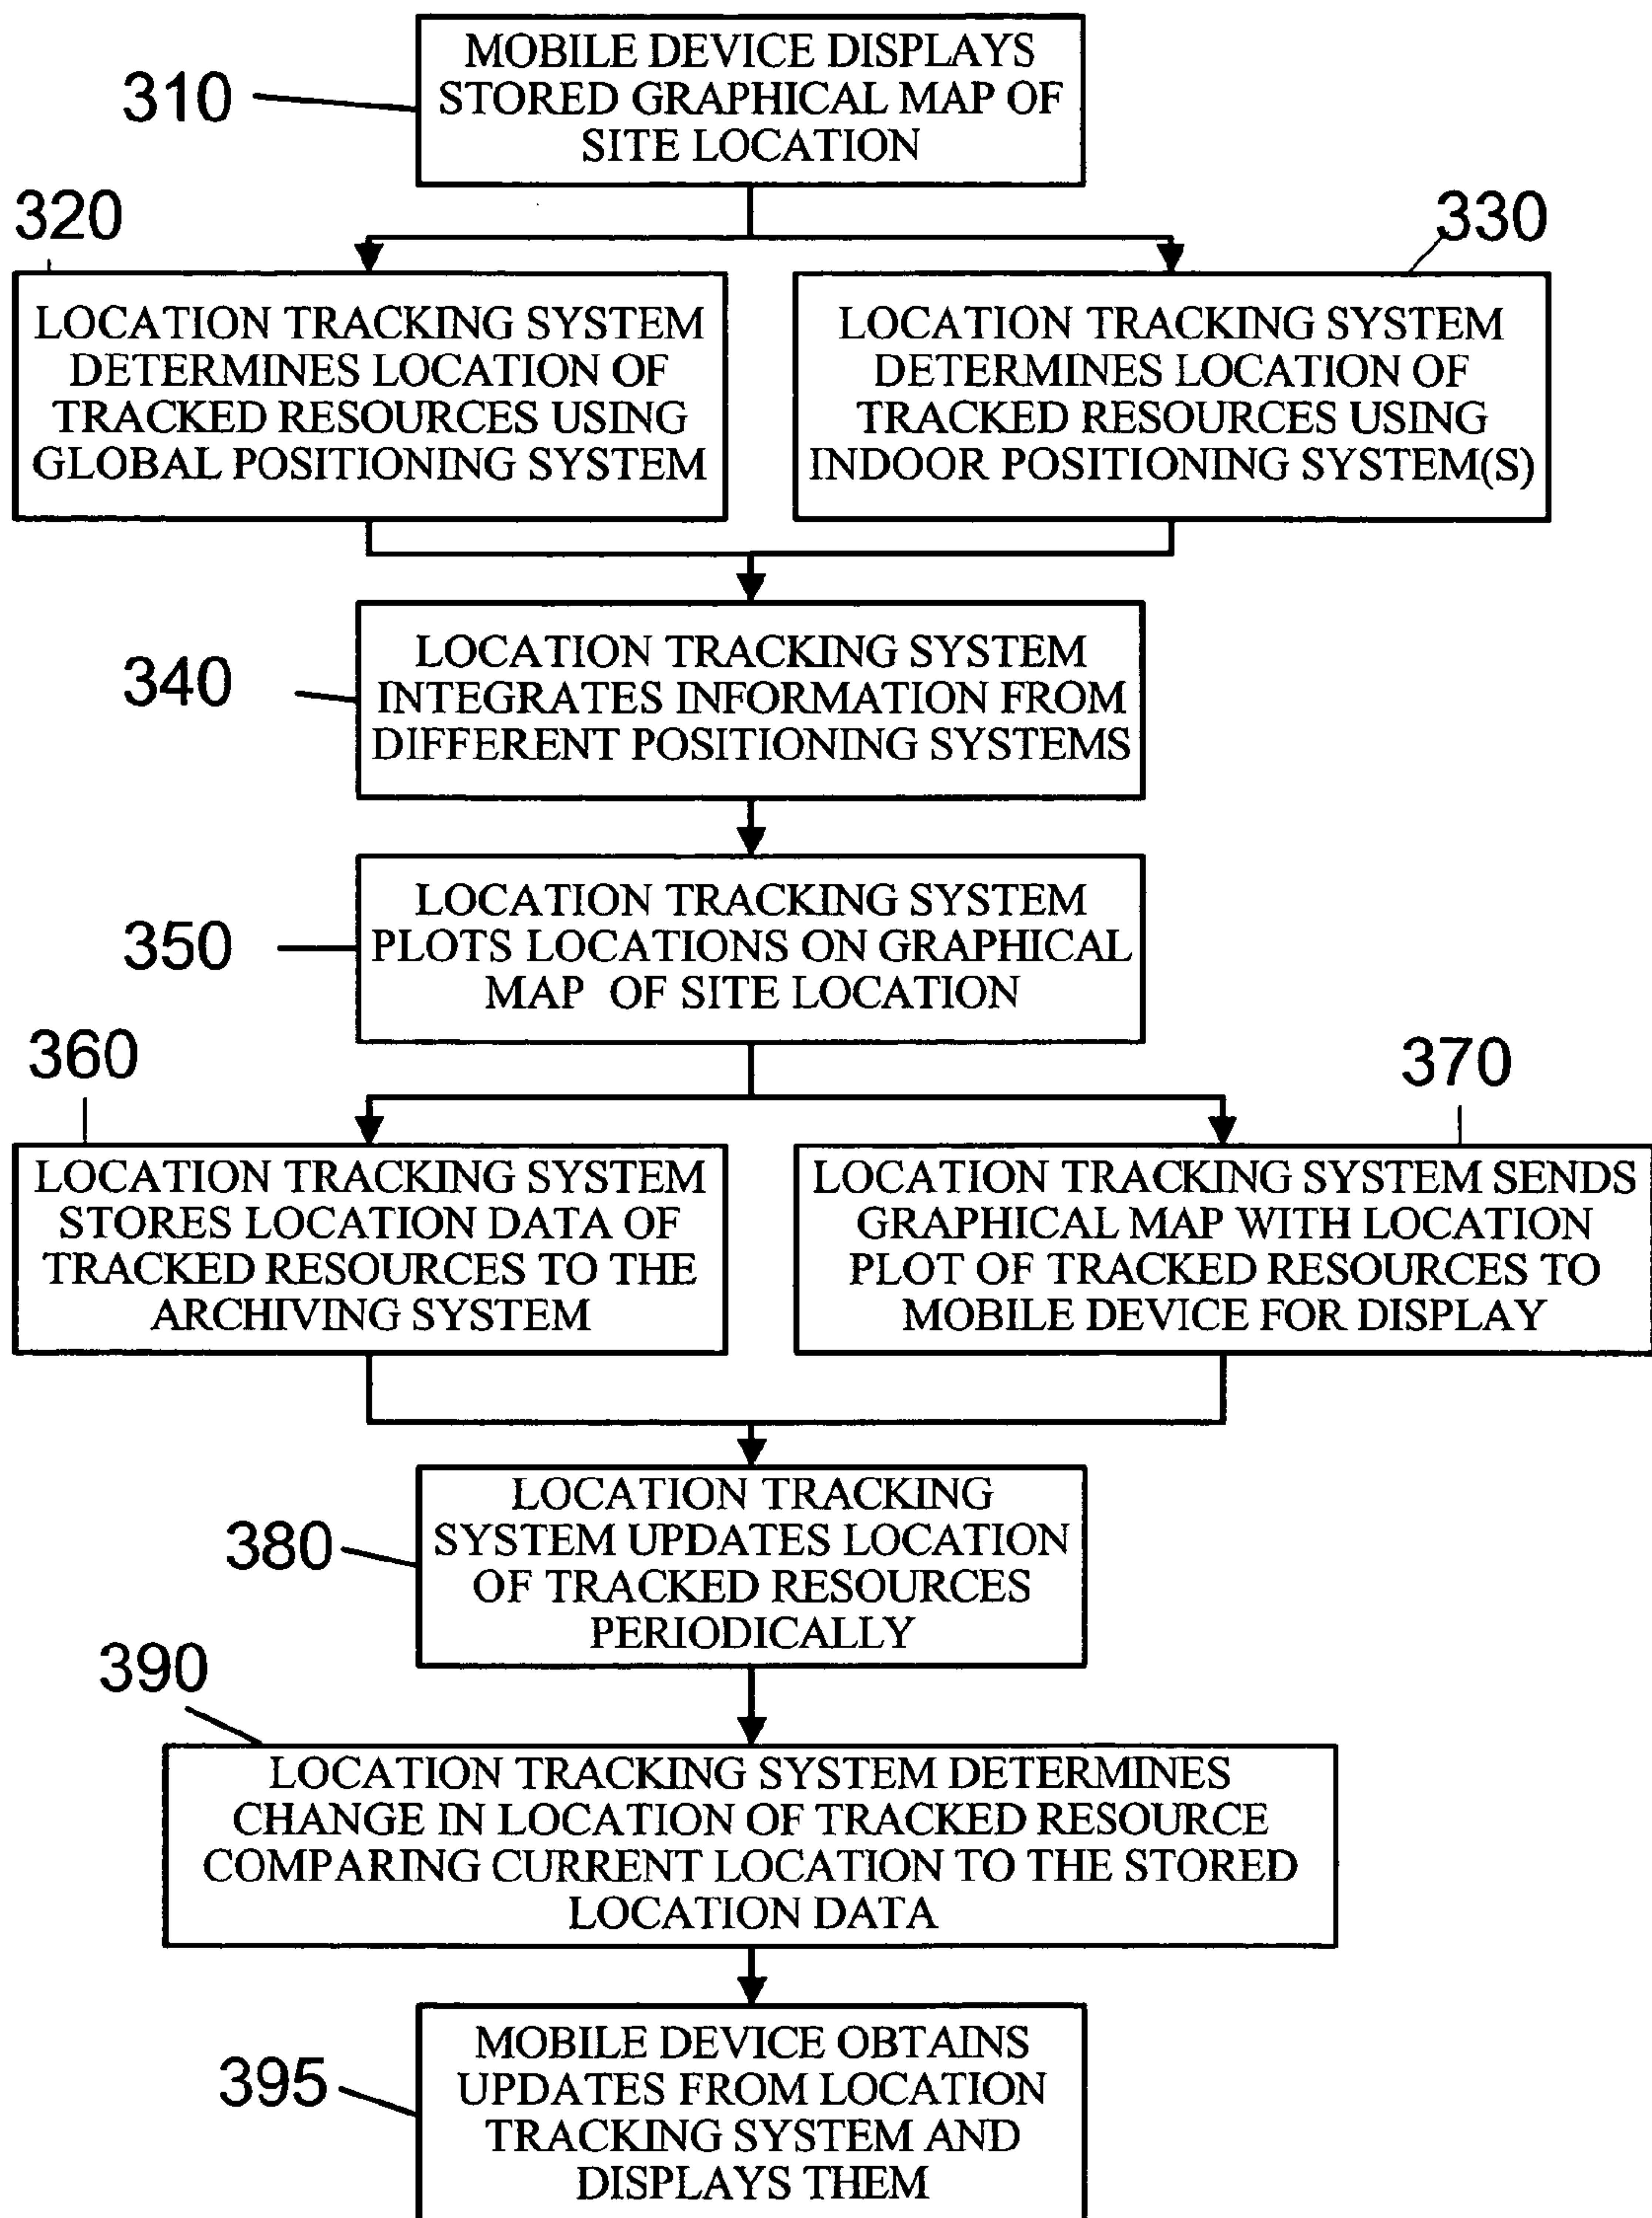 310
MOBILE DEVICE DISPLAYS
STORED GRAPHICAL MAP OF
SITE LOCATION
320
LOCATION TRACKING SYSTEM
DETERMINES LOCATION OF
TRACKED RESOURCES USING
GLOBAL POSITIONING SYSTEM
330
LOCATION TRACKING SYSTEM
DETERMINES LOCATION OF
TRACKED RESOURCES USING
INDOOR POSITIONING SYSTEM(S)
340
LOCATION TRACKING SYSTEM
INTEGRATES INFORMATION FROM
DIFFERENT POSITIONING SYSTEMS
350
LOCATION TRACKING SYSTEM
PLOTS LOCATIONS ON GRAPHICAL
MAP OF SITE LOCATION
360
LOCATION TRACKING SYSTEM
STORES LOCATION DATA OF
TRACKED RESOURCES TO THE
ARCHIVING SYSTEM
370
LOCATION TRACKING SYSTEM SENDS
GRAPHICAL MAP WITH LOCATION
PLOT OF TRACKED RESOURCES TO
MOBILE DEVICE FOR DISPLAY
380
LOCATION TRACKING
SYSTEM UPDATES LOCATION
OF TRACKED RESOURCES
PERIODICALLY
390
LOCATION TRACKING SYSTEM DETERMINES
CHANGE IN LOCATION OF TRACKED RESOURCE
COMPARING CURRENT LOCATION TO THE STORED
LOCATION DATA
395
MOBILE DEVICE OBTAINS
UPDATES FROM LOCATION
TRACKING SYSTEM AND
DISPLAYS THEM